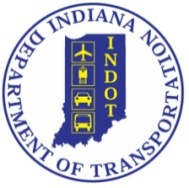 INDIANA
DEPARTMENT OF TRANSPORTATION
INDOT